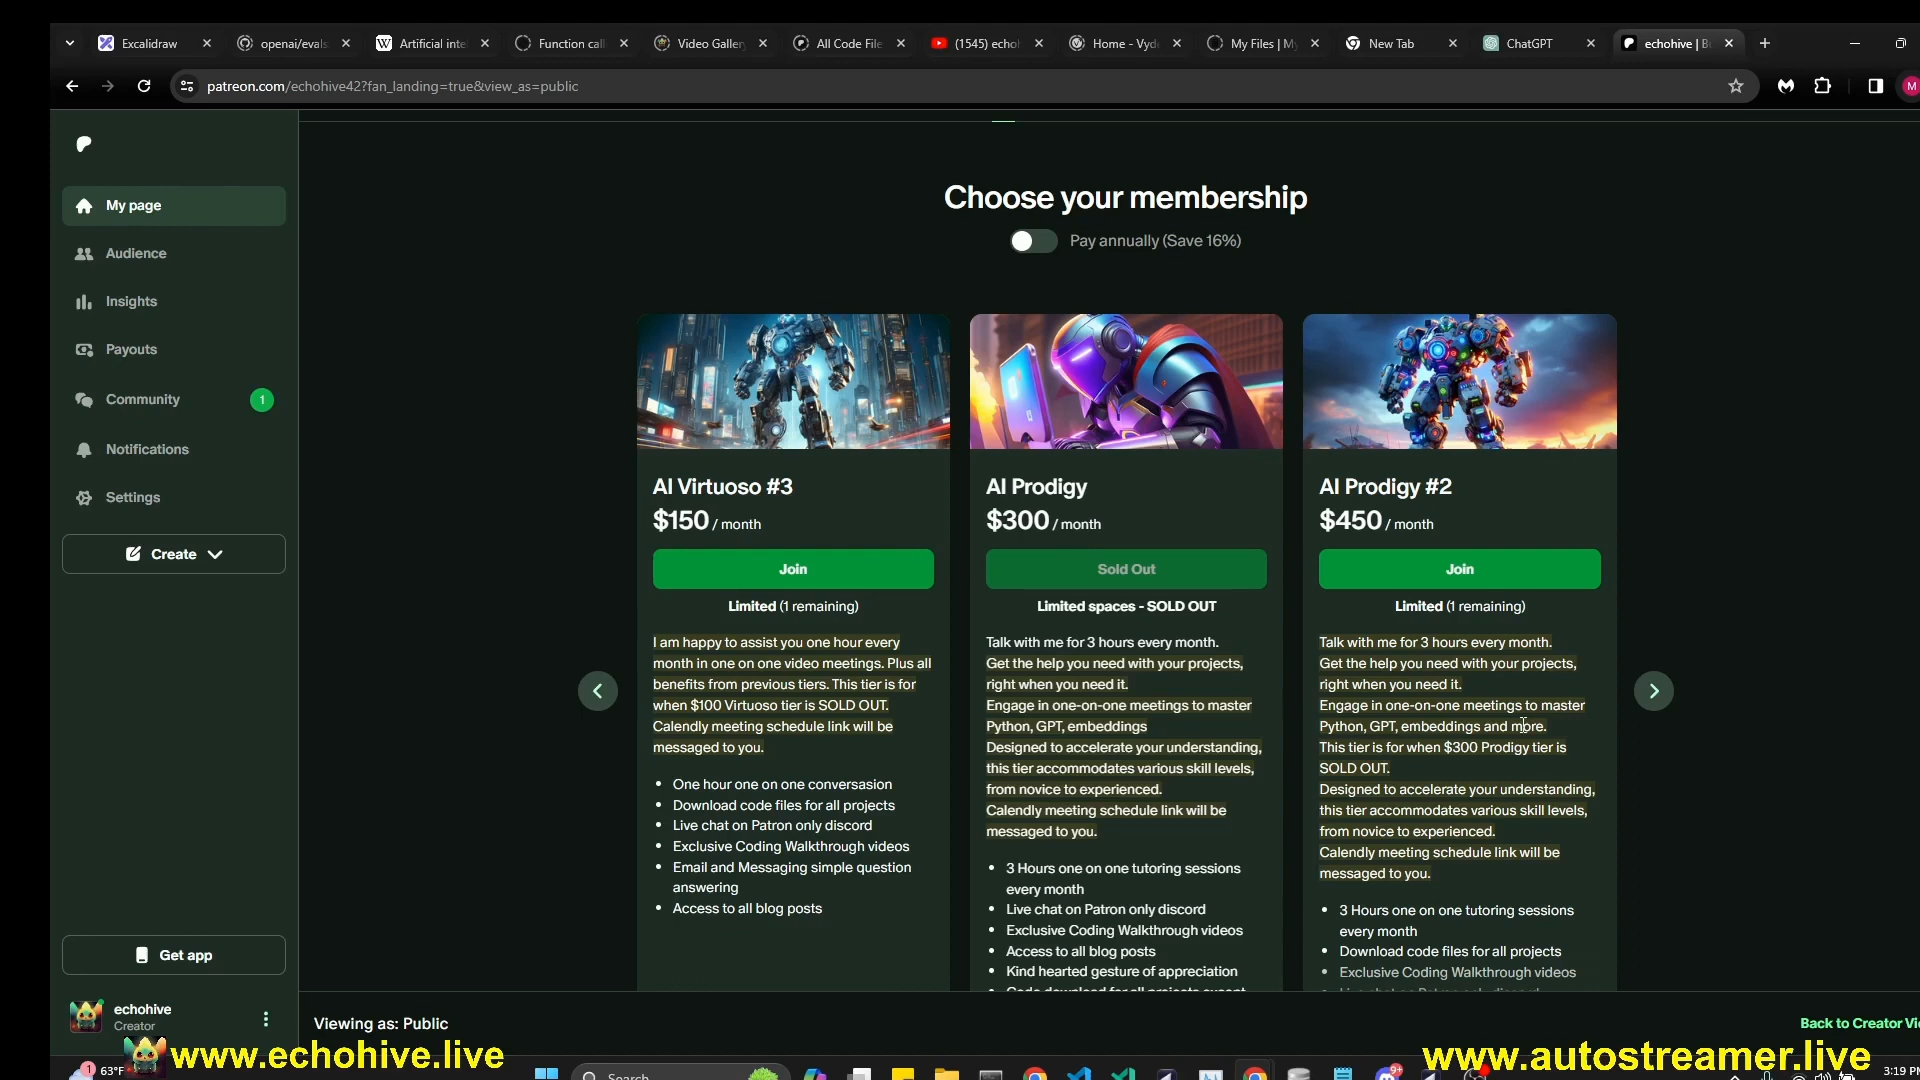 Excalidraw
openai/evals
Artificial inte
Function call
Video Galler
All Code File
(1545) echo
Home - Vyd
My Files | M
New Tab
ChatGPT
echohive | B
patreon.com/echohive42?fan_landing=true&view_as=public
M
My page
Audience
Insights
Payouts
Community
1
Notifications
Settings
Create
Get app
echohive
Creator
Choose your membership
Pay annually (Save 16%)
AI Virtuoso #3
$150 / month
Join
Limited (1 remaining)
I am happy to assist you one hour every
month in one on one video meetings. Plus all
benefits from previous tiers. This tier is for
when $100 Virtuoso tier is SOLD OUT.
Calendly meeting schedule link will be
messaged to you.
• One hour one on one conversasion
• Download code files for all projects
• Live chat on Patron only discord
• Exclusive Coding Walkthrough videos
• Email and Messaging simple question
answering
• Access to all blog posts
AI Prodigy
$300 / month
Sold Out
Limited spaces - SOLD OUT
Talk with me for 3 hours every month.
Get the help you need with your projects,
right when you need it.
Engage in one-on-one meetings to master
Python, GPT, embeddings
Designed to accelerate your understanding,
this tier accommodates various skill levels,
from novice to experienced.
Calendly meeting schedule link will be
messaged to you.
• 3 Hours one on one tutoring sessions
every month
• Live chat on Patron only discord
• Exclusive Coding Walkthrough videos
• Access to all blog posts
• Kind hearted gesture of appreciation
• Code download for all projects except
AI Prodigy #2
$450 / month
Join
Limited (1 remaining)
Talk with me for 3 hours every month.
Get the help you need with your projects,
right when you need it.
Engage in one-on-one meetings to master
Python, GPT, embeddings and more.
This tier is for when $300 Prodigy tier is
SOLD OUT.
Designed to accelerate your understanding,
this tier accommodates various skill levels,
from novice to experienced.
Calendly meeting schedule link will be
messaged to you.
• 3 Hours one on one tutoring sessions
every month
• Download code files for all projects
• Exclusive Coding Walkthrough videos
Viewing as: Public
Back to Creator Vi
www.echohive.live
www.autostreamer.live
1
63°F
Search
9+
3:19 PM